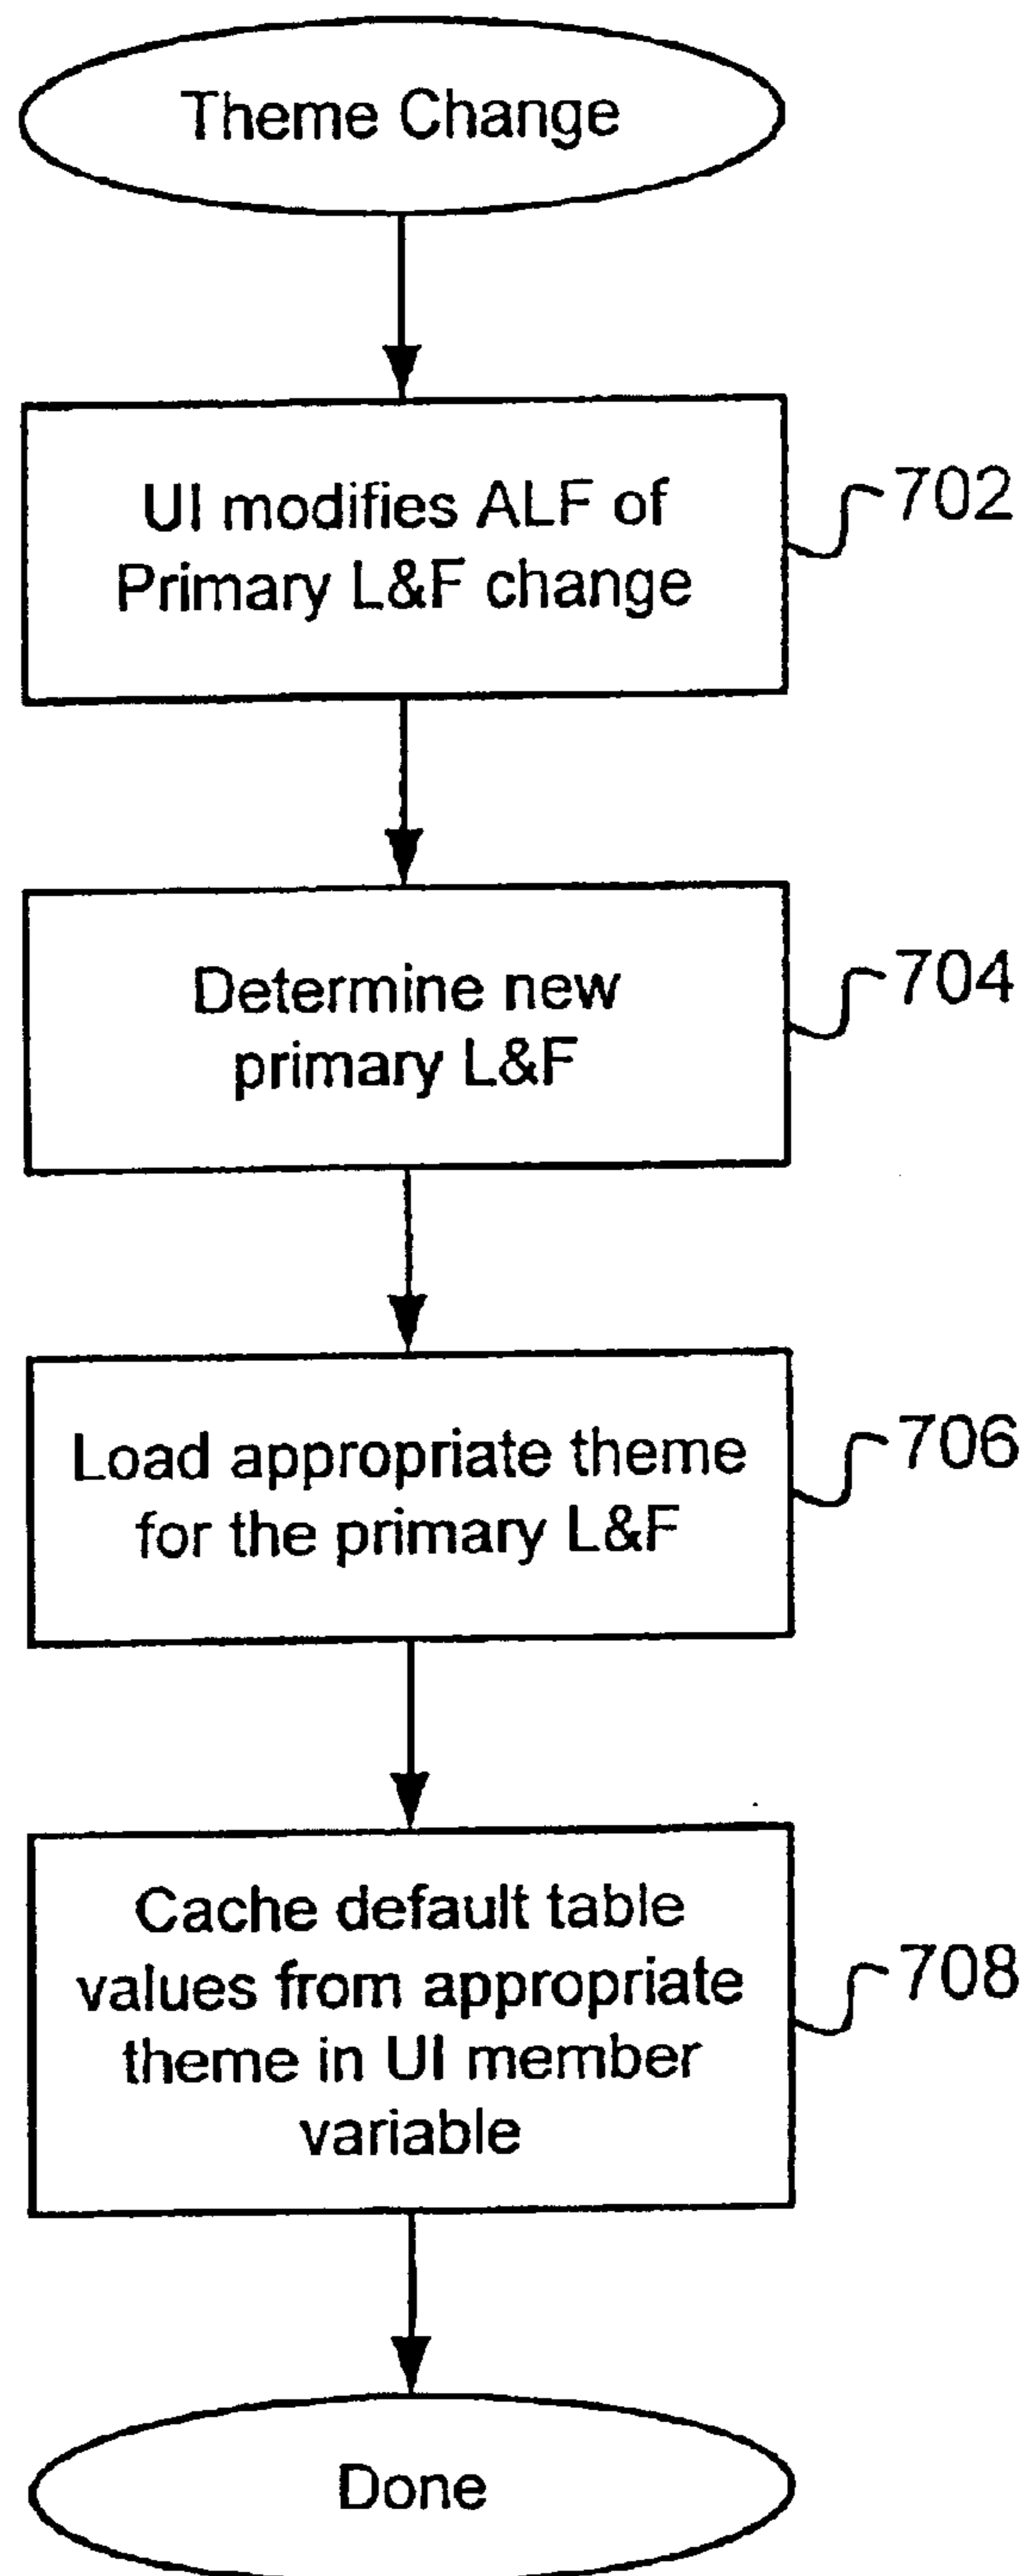 Theme Change
UI modifies ALF of
Primary L&F change
702
Determine new
primary L&F
704
Load appropriate theme
for the primary L&F
706
Cache default table
values from appropriate
theme in UI member
variable
708
Done